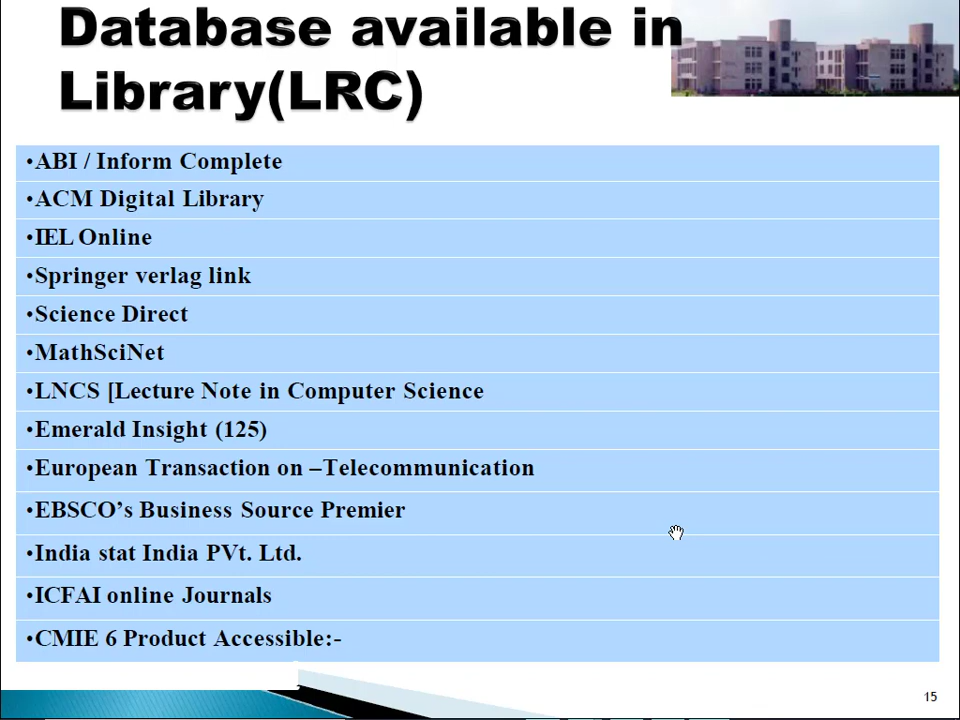 Database available in
Library(LRC)
•ABI / Inform Complete
•ACM Digital Library
•IEL Online
•Springer verlag link
•Science Direct
•MathSciNet
•LNCS [Lecture Note in Computer Science
•Emerald Insight (125)
•European Transaction on –Telecommunication
•EBSCO’s Business Source Premier
•India stat India PVt. Ltd.
•ICFAI online Journals
•CMIE 6 Product Accessible:-
15